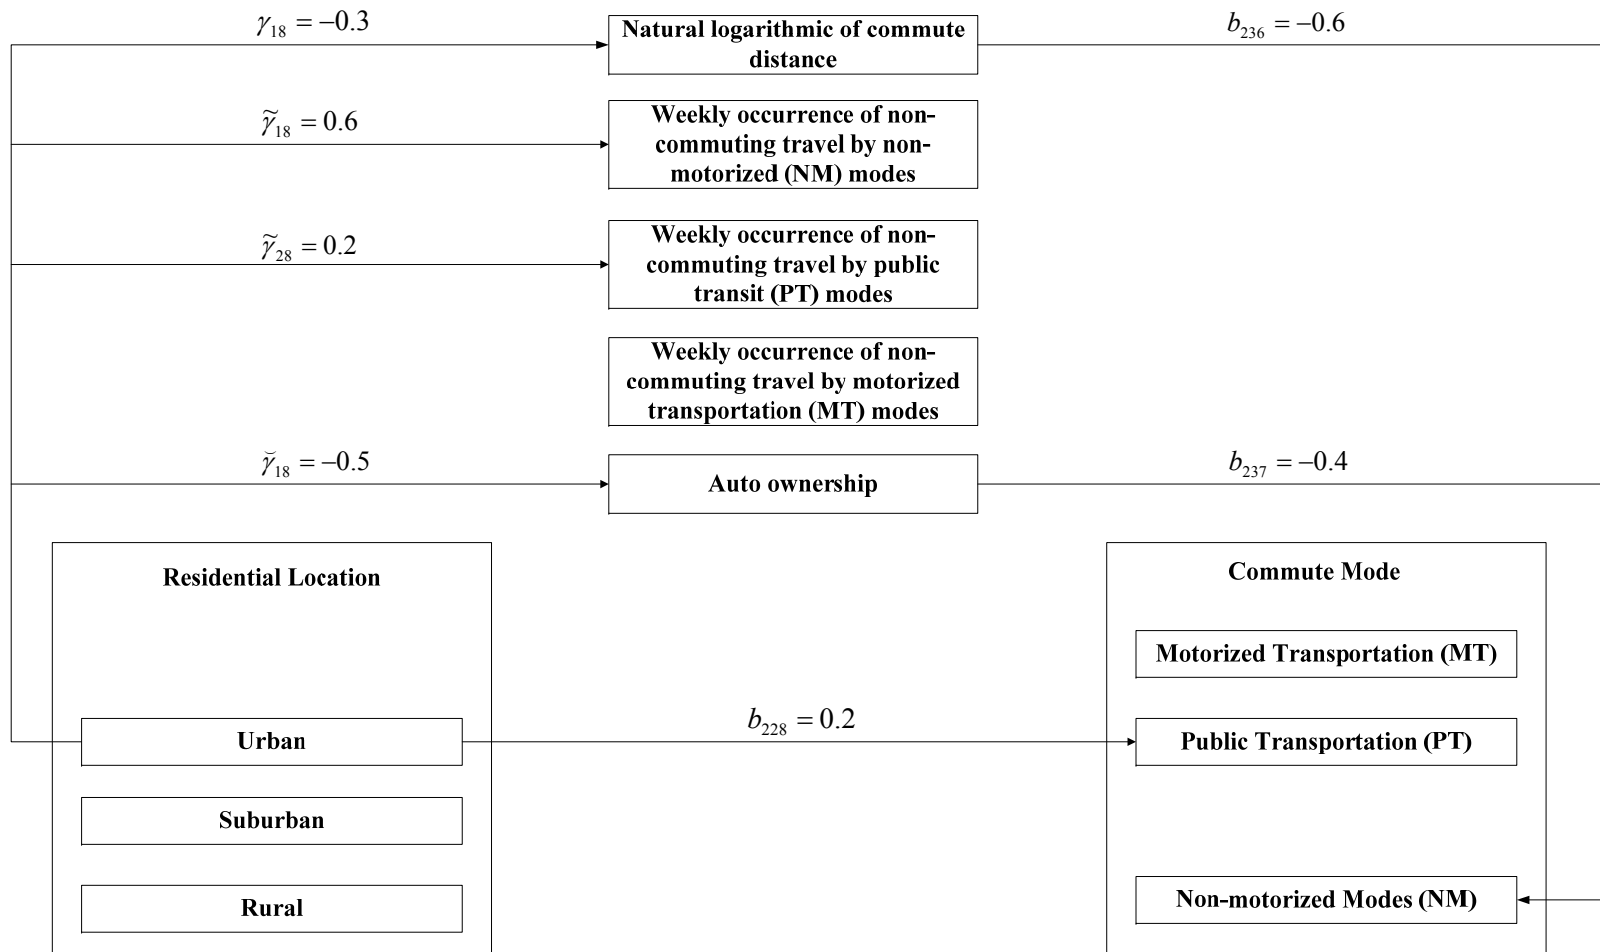 γ₁₈ = −0.3
Natural logarithmic of commute
distance
b₂₃₆ = −0.6
γ̃₁₈ = 0.6
Weekly occurrence of non-
commuting travel by non-
motorized (NM) modes
γ̃₂₈ = 0.2
Weekly occurrence of non-
commuting travel by public
transit (PT) modes
Weekly occurrence of non-
commuting travel by motorized
transportation (MT) modes
γ̆₁₈ = −0.5
Auto ownership
b₂₃₇ = −0.4
Residential Location
Commute Mode
Motorized Transportation (MT)
Urban
b₂₂₈ = 0.2
Public Transportation (PT)
Suburban
Rural
Non-motorized Modes (NM)